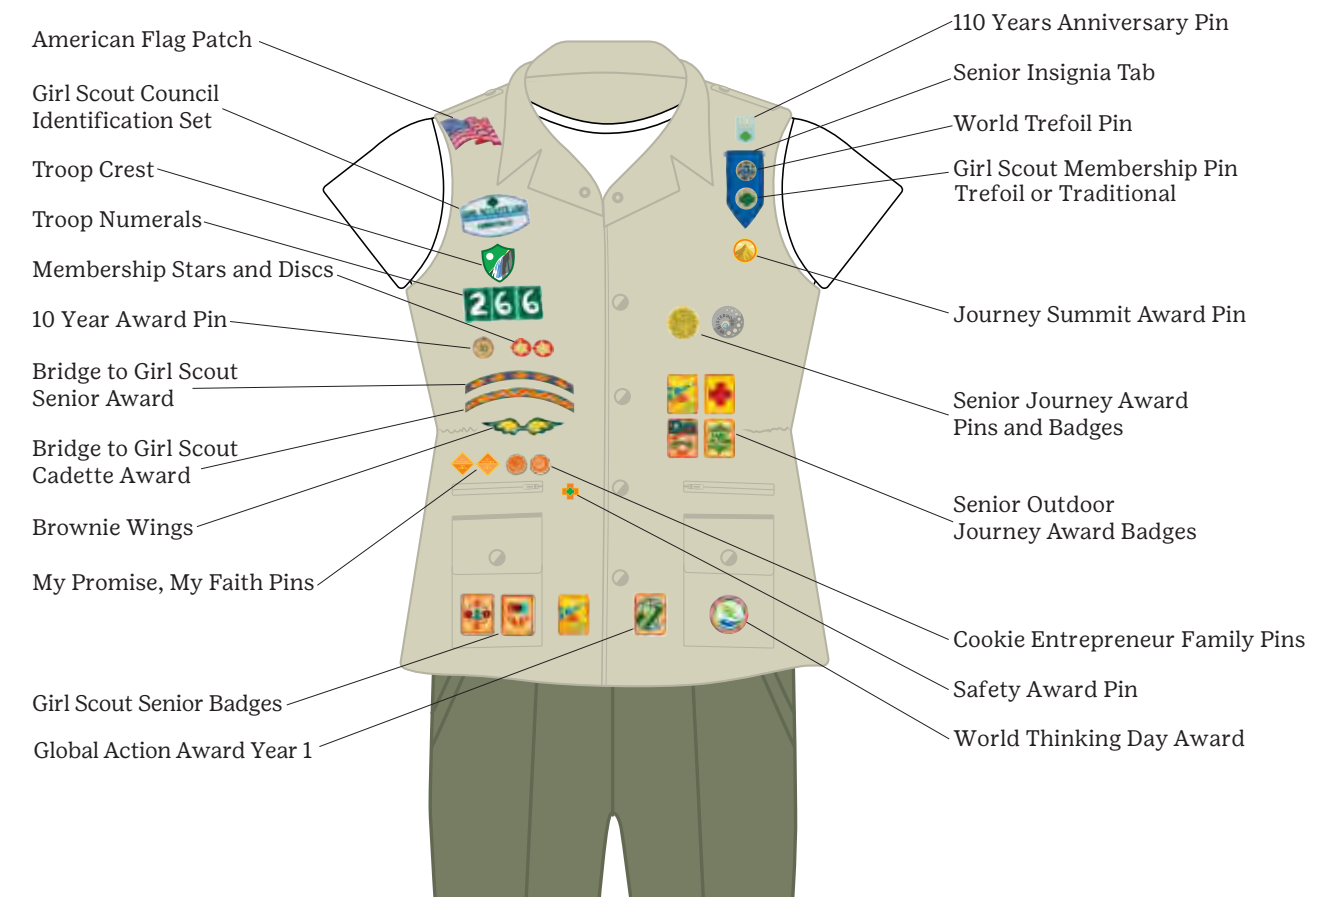 American Flag Patch
Girl Scout Council
Identification Set
Troop Crest
Troop Numerals
Membership Stars and Discs
10 Year Award Pin
Bridge to Girl Scout
Senior Award
Bridge to Girl Scout
Cadette Award
Brownie Wings
My Promise, My Faith Pins
Girl Scout Senior Badges
Global Action Award Year 1
266
110 Years Anniversary Pin
Senior Insignia Tab
World Trefoil Pin
Girl Scout Membership Pin
Trefoil or Traditional
Journey Summit Award Pin
Senior Journey Award
Pins and Badges
Senior Outdoor
Journey Award Badges
Cookie Entrepreneur Family Pins
Safety Award Pin
World Thinking Day Award